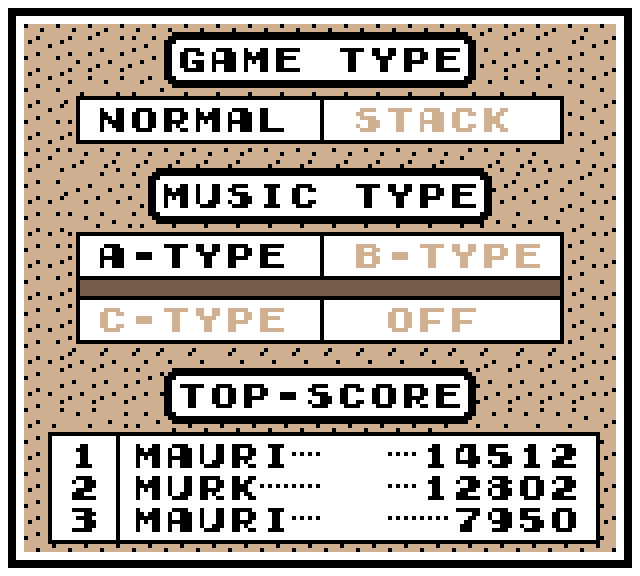 GAME TYPE
NORMAL STACK
MUSIC TYPE
A-TYPE B-TYPE
C-TYPE OFF
TOP-SCORE
1 MAURI···· ····14512
2 MURK········ ····12302
3 MAURI···· ········7950